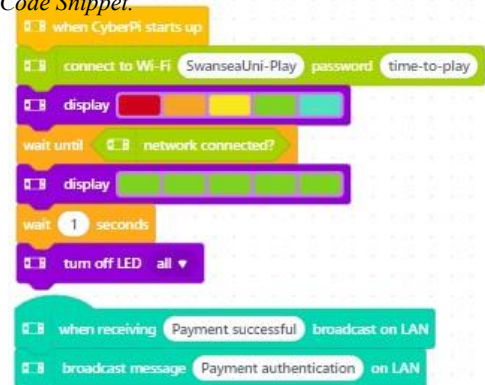 Code Snippet.
when CyberPi starts up
connect to Wi-Fi SwanseaUni-Play password time-to-play
display
wait until network connected?
display
wait 1 seconds
turn off LED all
when receiving Payment successful broadcast on LAN
broadcast message Payment authentication on LAN